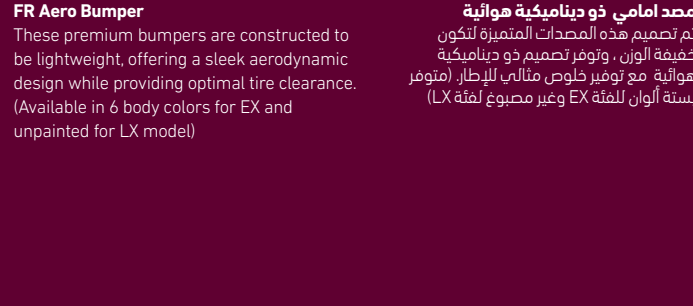 FR Aero Bumper
These premium bumpers are constructed to
be lightweight, offering a sleek aerodynamic
design while providing optimal tire clearance.
(Available in 6 body colors for EX and
unpainted for LX model)
مصد امامي ذو ديناميكية هوائية
تم تصميم هذه المصدات المتميزة لتكون
خفيفة الوزن ، وتوفر تصميم ذو ديناميكية
هوائية مع توفير خلوص مثالي للإطار. (متوفر
بستة ألوان للفئة EX وغير مصبوغ لفئة LX)